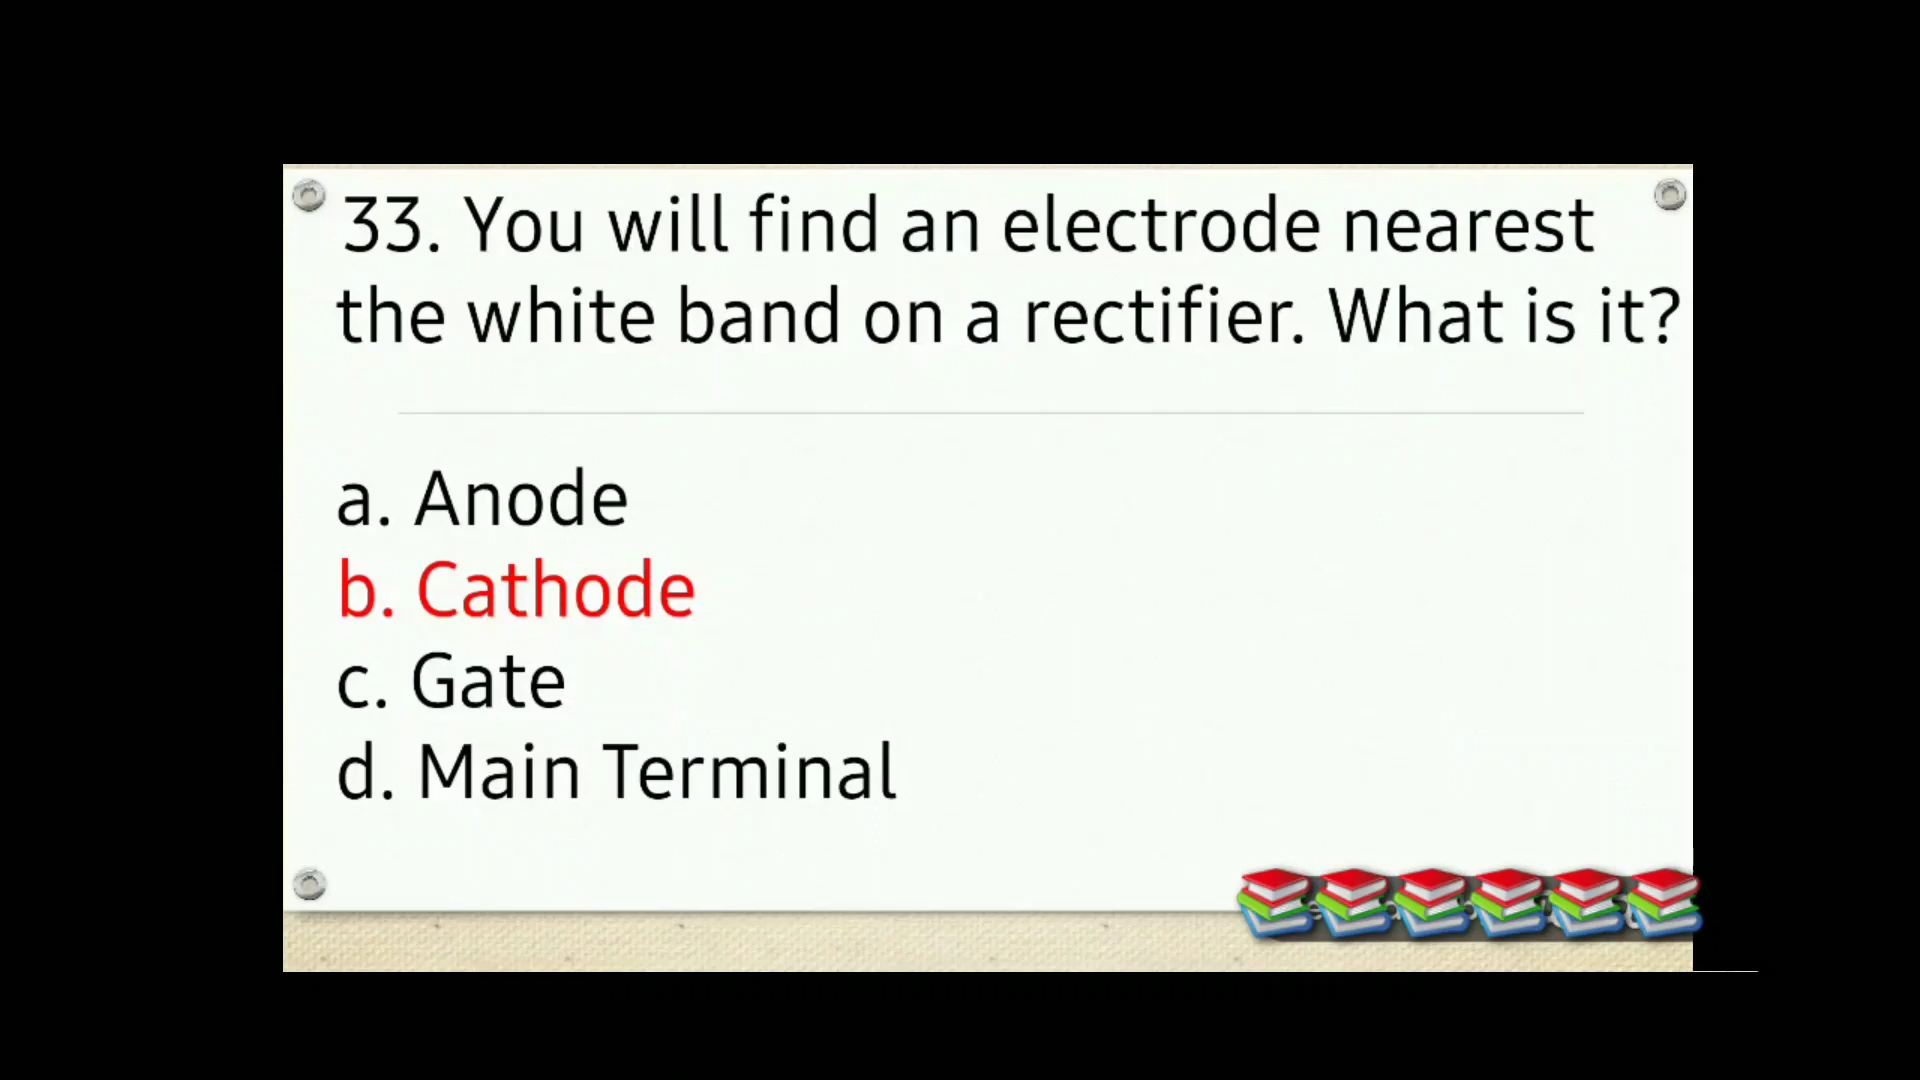 33. You will find an electrode nearest
the white band on a rectifier. What is it?
a. Anode
b. Cathode
c. Gate
d. Main Terminal